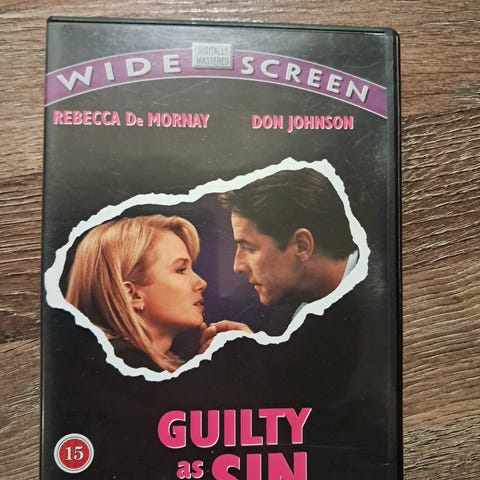 WIDE DIGITALLY MASTERED SCREEN
REBECCA De MORNAY DON JOHNSON
GUILTY
as SIN
15